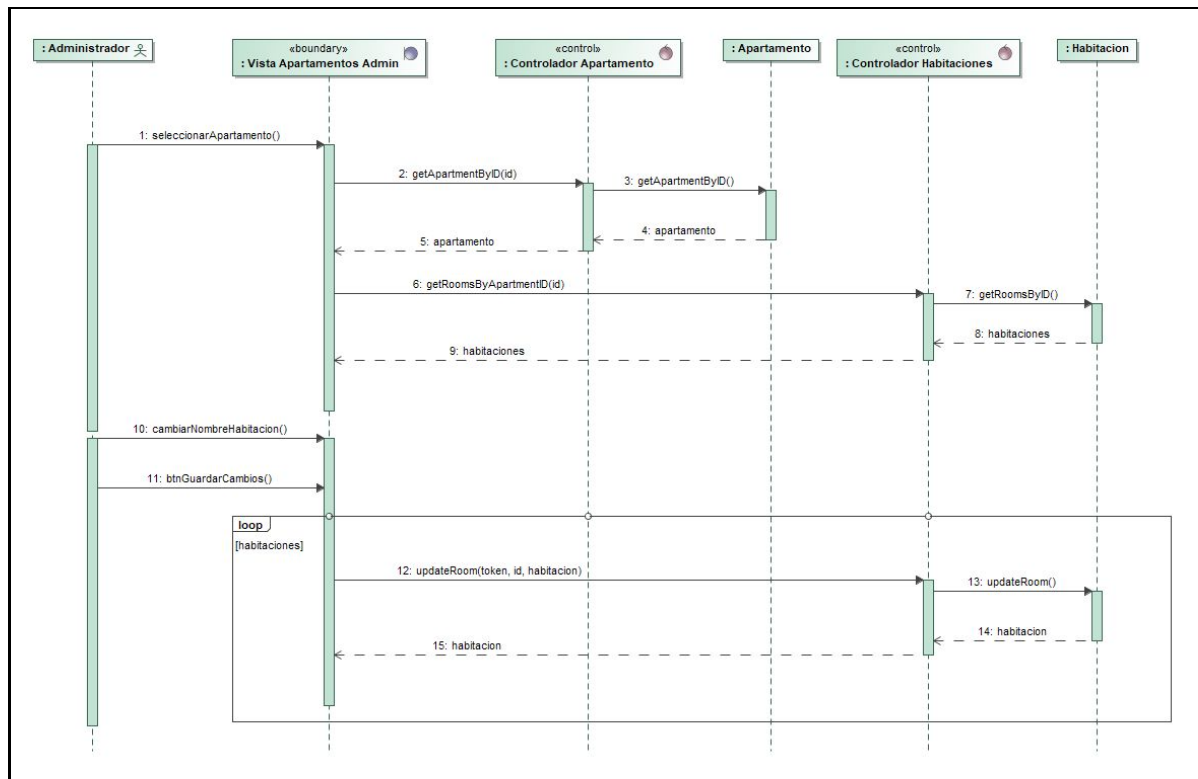 : Administrador
«boundary»
: Vista Apartamentos Admin
«control»
: Controlador Apartamento
: Apartamento
«control»
: Controlador Habitaciones
: Habitacion
1: seleccionarApartamento()
2: getApartmentByID(id)
3: getApartmentByID()
4: apartamento
5: apartamento
6: getRoomsByApartmentID(id)
7: getRoomsByID()
8: habitaciones
9: habitaciones
10: cambiarNombreHabitacion()
11: btnGuardarCambios()
loop
[habitaciones]
12: updateRoom(token, id, habitacion)
13: updateRoom()
14: habitacion
15: habitacion